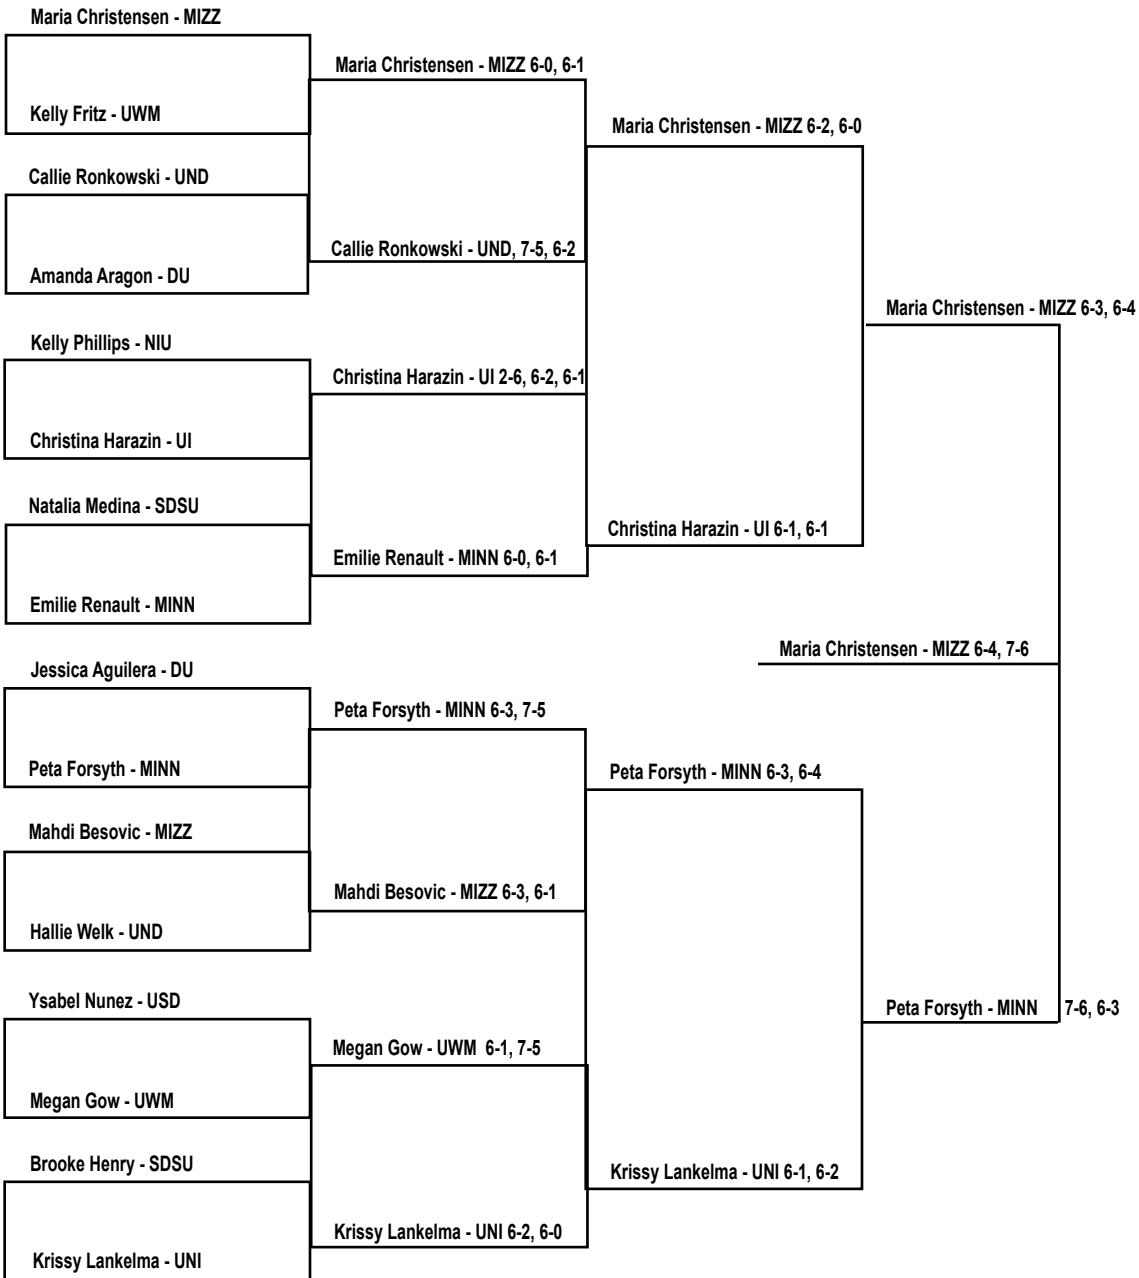 Maria Christensen - MIZZ
Kelly Fritz - UWM
Callie Ronkowski - UND
Amanda Aragon - DU
Kelly Phillips - NIU
Christina Harazin - UI
Natalia Medina - SDSU
Emilie Renault - MINN
Jessica Aguilera - DU
Peta Forsyth - MINN
Mahdi Besovic - MIZZ
Hallie Welk - UND
Ysabel Nunez - USD
Megan Gow - UWM
Brooke Henry - SDSU
Krissy Lankelma - UNI
Maria Christensen - MIZZ 6-0, 6-1
Callie Ronkowski - UND, 7-5, 6-2
Christina Harazin - UI 2-6, 6-2, 6-1
Emilie Renault - MINN 6-0, 6-1
Peta Forsyth - MINN 6-3, 7-5
Mahdi Besovic - MIZZ 6-3, 6-1
Megan Gow - UWM  6-1, 7-5
Krissy Lankelma - UNI 6-2, 6-0
Maria Christensen - MIZZ 6-2, 6-0
Christina Harazin - UI 6-1, 6-1
Peta Forsyth - MINN 6-3, 6-4
Krissy Lankelma - UNI 6-1, 6-2
Maria Christensen - MIZZ 6-3, 6-4
Peta Forsyth - MINN 7-6, 6-3
Maria Christensen - MIZZ 6-4, 7-6